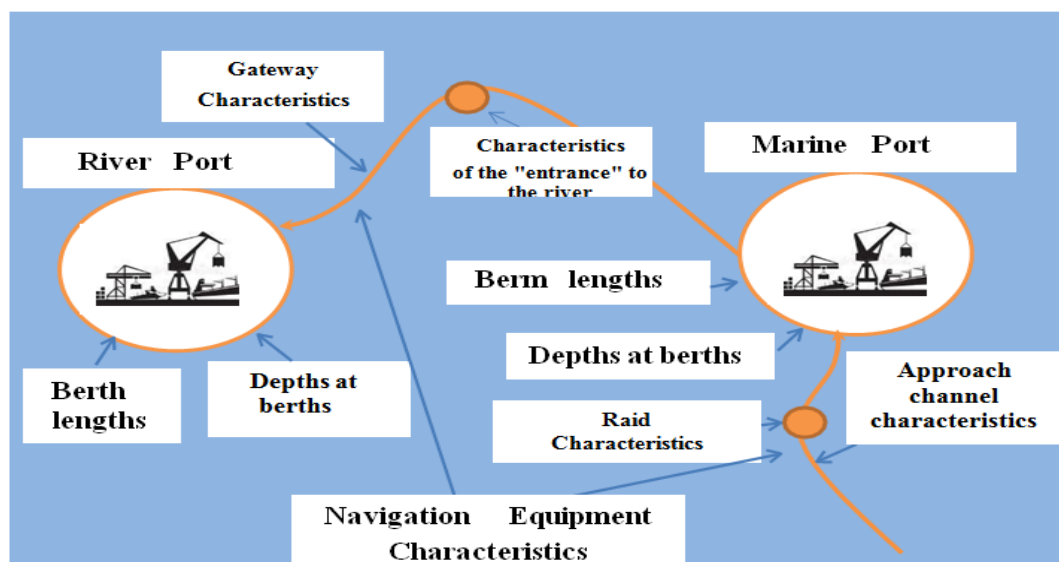 Gateway
Characteristics
River Port
Characteristics
of the "entrance" to
the river
Marine Port
Berm lengths
Depths at berths
Berth
lengths
Depths at
berths
Raid
Characteristics
Approach
channel
characteristics
Navigation Equipment
Characteristics